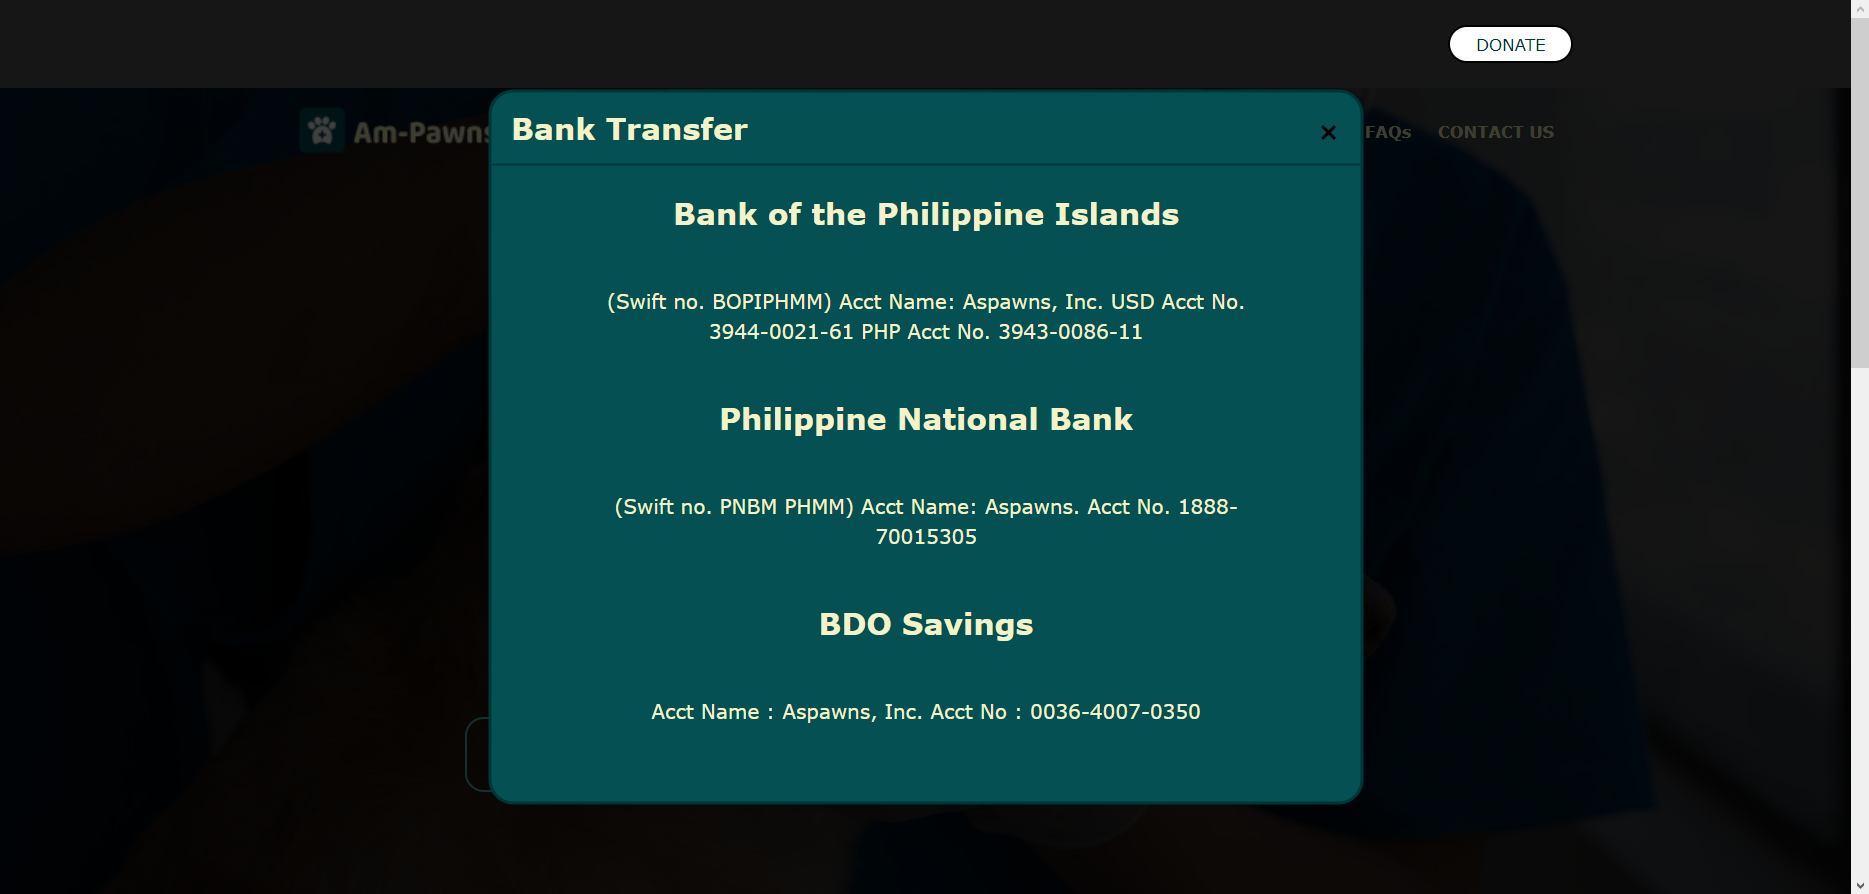 DONATE
Am-Pawns
FAQs CONTACT US
Bank Transfer
×
Bank of the Philippine Islands
(Swift no. BOPIPHMM) Acct Name: Aspawns, Inc. USD Acct No.
3944-0021-61 PHP Acct No. 3943-0086-11
Philippine National Bank
(Swift no. PNBM PHMM) Acct Name: Aspawns. Acct No. 1888-
70015305
BDO Savings
Acct Name : Aspawns, Inc. Acct No : 0036-4007-0350